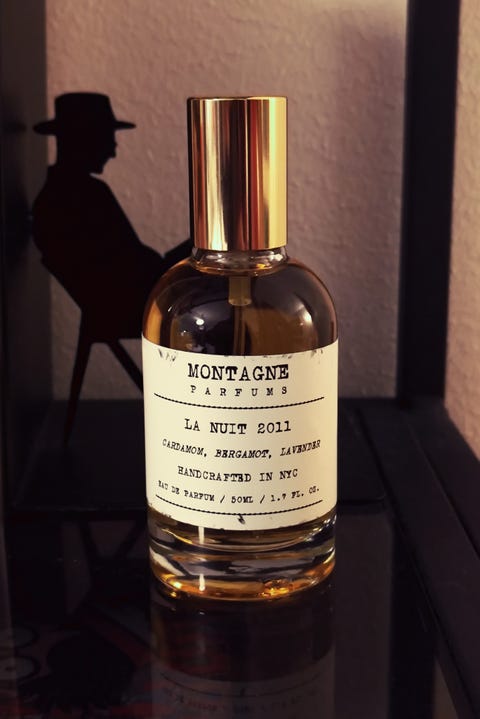 MONTAGNE
PARFUMS
LA NUIT 2011
CARDAMOM, BERGAMOT, LAVENDER
HANDCRAFTED IN NYC
EAU DE PARFUM / 50ML / 1.7 FL. OZ.